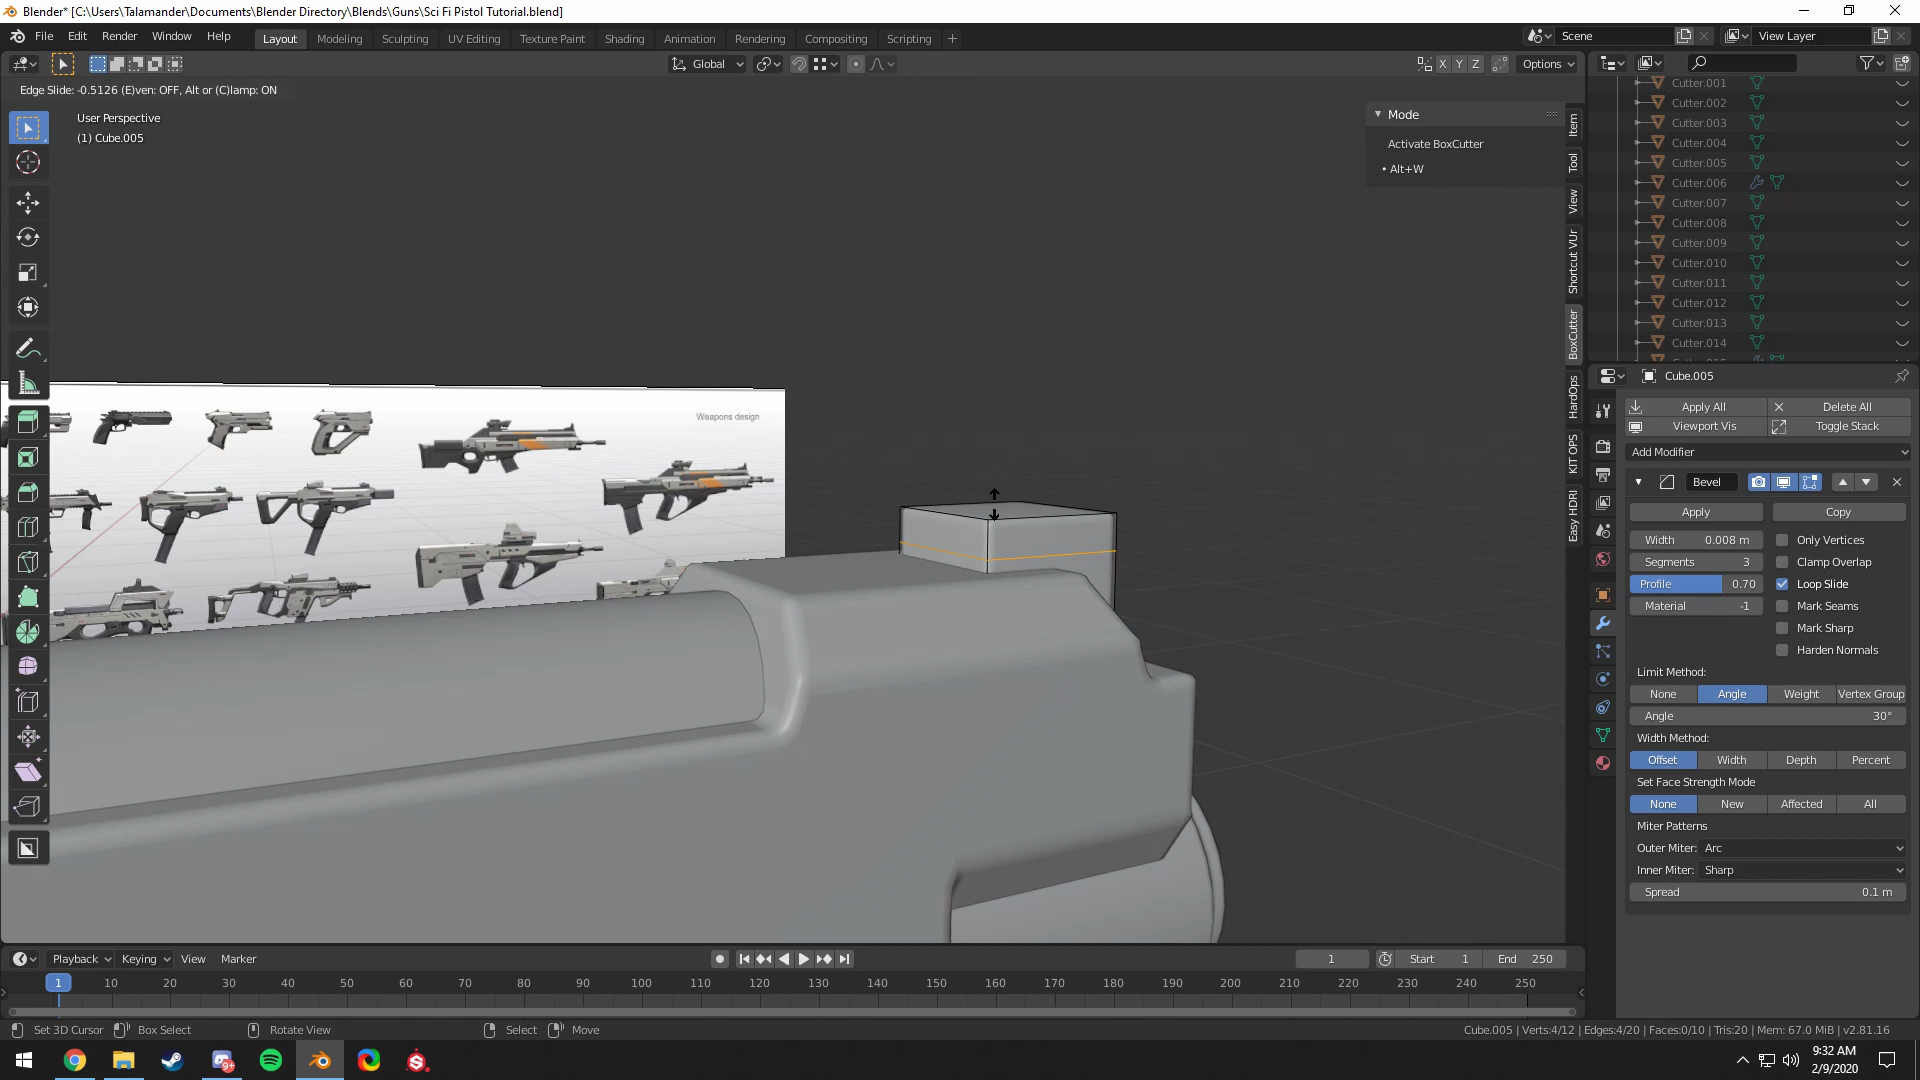 Blender* [C:\Users\Talamander\Documents\Blender Directory\Blends\Guns\Sci Fi Pistol Tutorial.blend]
File Edit Render Window Help
Layout Modeling Sculpting UV Editing Texture Paint Shading Animation Rendering Compositing Scripting +
Scene
View Layer
Global
X Y Z
Options
Edge Slide: -0.5126 (E)ven: OFF, Alt or (C)lamp: ON
User Perspective
(1) Cube.005
Mode
Activate BoxCutter
• Alt+W
Item
Tool
View
Shortcut VUr
BoxCutter
HardOps
KIT OPS
Easy HDRI
Weapons design
Cutter.001
Cutter.002
Cutter.003
Cutter.004
Cutter.005
Cutter.006
Cutter.007
Cutter.008
Cutter.009
Cutter.010
Cutter.011
Cutter.012
Cutter.013
Cutter.014
Cube.005
Apply All
Delete All
Viewport Vis
Toggle Stack
Add Modifier
Bevel
Apply
Copy
Width 0.008 m
Only Vertices
Segments 3
Clamp Overlap
Profile 0.70
Loop Slide
Material -1
Mark Seams
Mark Sharp
Harden Normals
Limit Method:
None Angle Weight Vertex Group
Angle 30°
Width Method:
Offset Width Depth Percent
Set Face Strength Mode
None New Affected All
Miter Patterns
Outer Miter: Arc
Inner Miter: Sharp
Spread 0.1 m
Playback Keying View Marker
1
Start 1
End 250
1 10 20 30 40 50 60 70 80 90 100 110 120 130 140 150 160 170 180 190 200 210 220 230 240 250
Set 3D Cursor
Box Select
Rotate View
Select
Move
Cube.005 | Verts:4/12 | Edges:4/20 | Faces:0/10 | Tris:20 | Mem: 67.0 MiB | v2.81.16
9+
9:32 AM
2/9/2020